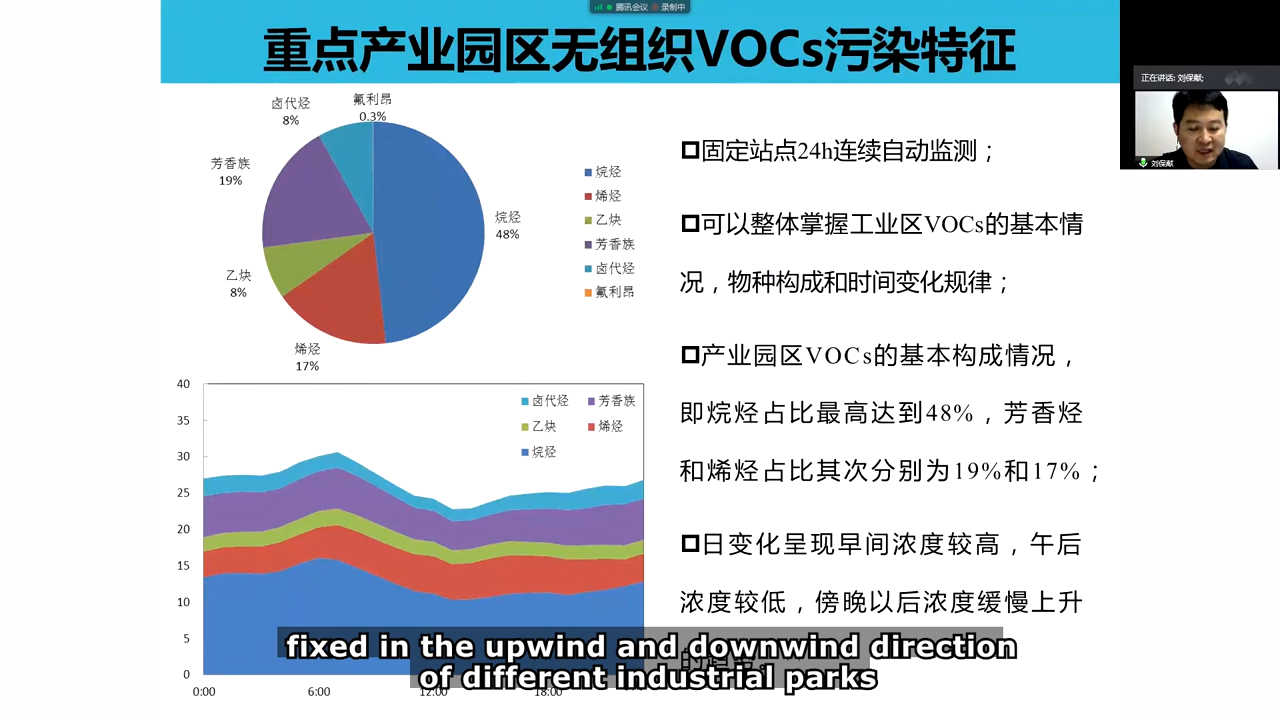 腾讯会议 录制中
重点产业园区无组织VOCs污染特征
正在讲话: 刘保献;
刘保献
氟利昂
0.3%
卤代烃
8%
芳香族
19%
烷烃
48%
乙炔
8%
烯烃
17%
烷烃
烯烃
乙炔
芳香族
卤代烃
氟利昂
固定站点24h连续自动监测；
可以整体掌握工业区VOCs的基本情
况，物种构成和时间变化规律；
产业园区VOCs的基本构成情况，
即烷烃占比最高达到48%，芳香烃
和烯烃占比其次分别为19%和17%；
日变化呈现早间浓度较高，午后
浓度较低，傍晚以后浓度缓慢上升
40
35
30
25
20
15
10
5
0
卤代烃 芳香族
乙炔 烯烃
烷烃
0:00 6:00 12:00 18:00
fixed in the upwind and downwind direction
of different industrial parks